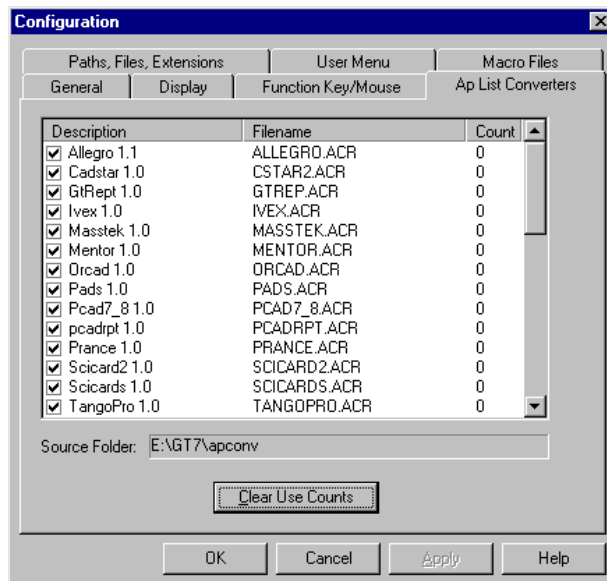 Configuration
Paths, Files, Extensions User Menu Macro Files
General Display Function Key/Mouse Ap List Converters
Description Filename Count
Allegro 1.1 ALLEGRO.ACR 0
Cadstar 1.0 CSTAR2.ACR 0
GtRept 1.0 GTREP.ACR 0
Ivex 1.0 IVEX.ACR 0
Masstek 1.0 MASSTEK.ACR 0
Mentor 1.0 MENTOR.ACR 0
Orcad 1.0 ORCAD.ACR 0
Pads 1.0 PADS.ACR 0
Pcad7_8 1.0 PCAD7_8.ACR 0
pcadrpt 1.0 PCADRPT.ACR 0
Prance 1.0 PRANCE.ACR 0
Scicard2 1.0 SCICARD2.ACR 0
Scicards 1.0 SCICARDS.ACR 0
TangoPro 1.0 TANGOPRO.ACR 0
Source Folder: E:\GT7\apconv
Clear Use Counts
OK Cancel Apply Help